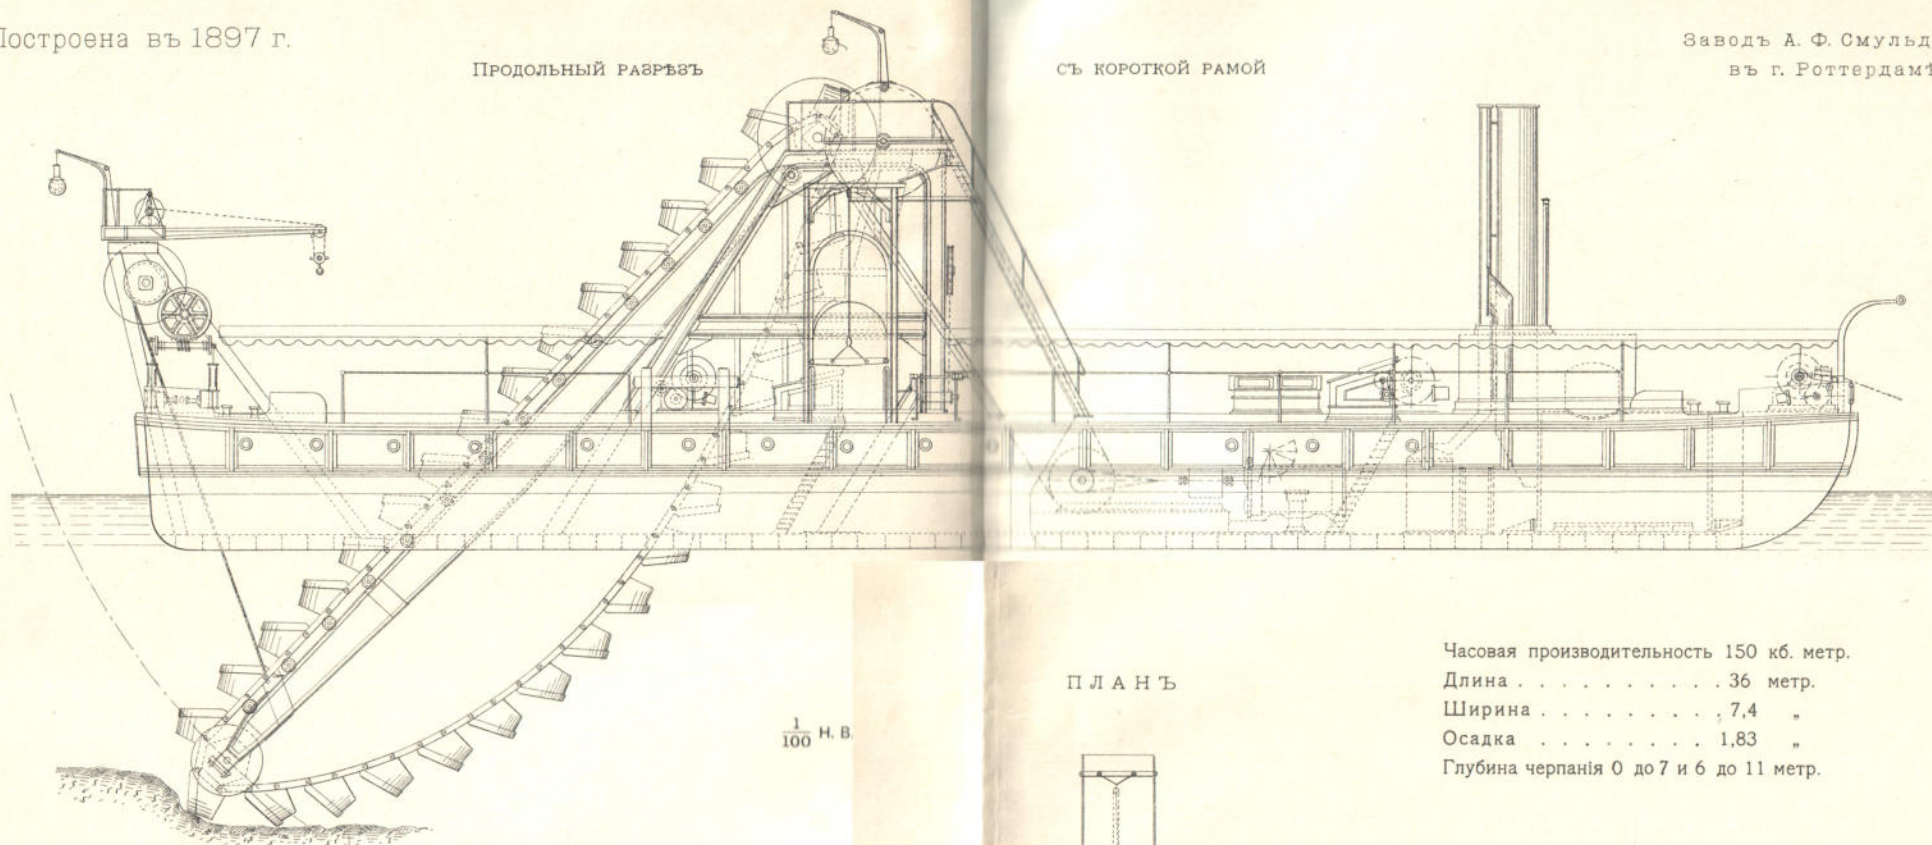 Построена въ 1897 г.
Продольный разрѣзъ
съ короткой рамой
Заводъ А. Ф. Смульд
въ г. Роттердамѣ
1/100 Н. В.
ПЛАНЪ
Часовая производительность 150 кб. метр.
Длина . . . . . . . . . . 36 метр.
Ширина . . . . . . . . . 7,4 „
Осадка . . . . . . . . 1,83 „
Глубина черпанія 0 до 7 и 6 до 11 метр.